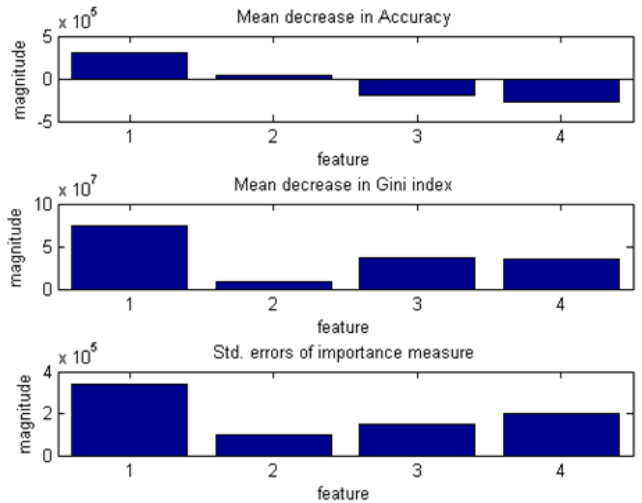 Mean decrease in Accuracy
x 10^5
5
0
-5
magnitude
1 2 3 4
feature
Mean decrease in Gini index
x 10^7
10
5
0
magnitude
1 2 3 4
feature
Std. errors of importance measure
x 10^5
4
2
0
magnitude
1 2 3 4
feature